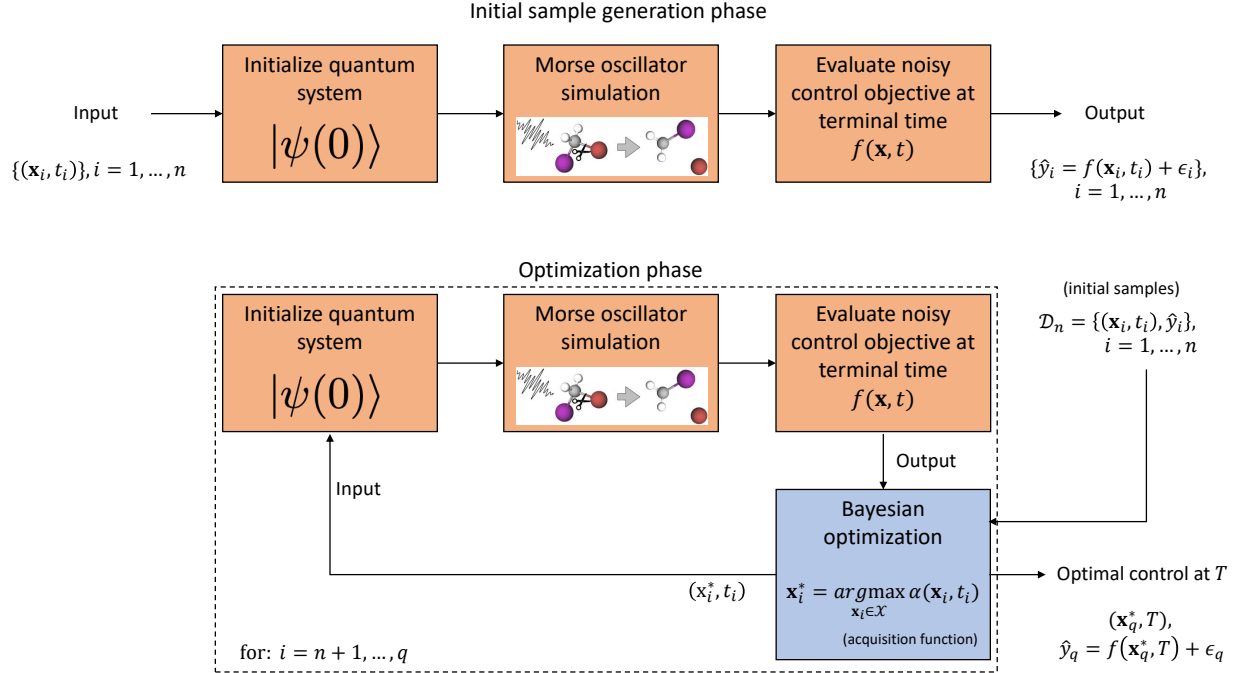 Initial sample generation phase
Input
{(𝐱ᵢ, tᵢ)}, i = 1, … , n
Initialize quantum
system
|ψ(0)⟩
Morse oscillator
simulation
Evaluate noisy
control objective at
terminal time
f(𝐱, t)
Output
{ŷᵢ = f(𝐱ᵢ, tᵢ) + ϵᵢ},
i = 1, … , n
Optimization phase
Initialize quantum
system
|ψ(0)⟩
Morse oscillator
simulation
Evaluate noisy
control objective at
terminal time
f(𝐱, t)
(initial samples)
𝒟ₙ = {(𝐱ᵢ, tᵢ), ŷᵢ},
i = 1, … , n
Output
Input
Bayesian
optimization
𝐱ᵢ* = argmax α(𝐱ᵢ, tᵢ)
𝐱ᵢ∈𝒳
(acquisition function)
(xᵢ*, tᵢ)
for: i = n + 1, … , q
Optimal control at T
(𝐱_q*, T),
ŷ_q = f(𝐱_q*, T) + ϵ_q